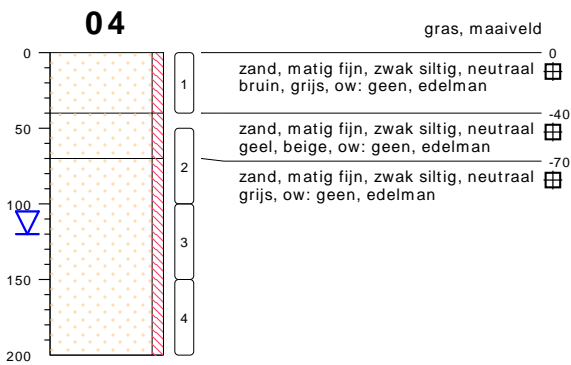 04
gras, maaiveld
0
50
100
150
200
1
2
3
4
0
zand, matig fijn, zwak siltig, neutraal
bruin, grijs, ow: geen, edelman
-40
zand, matig fijn, zwak siltig, neutraal
geel, beige, ow: geen, edelman
-70
zand, matig fijn, zwak siltig, neutraal
grijs, ow: geen, edelman